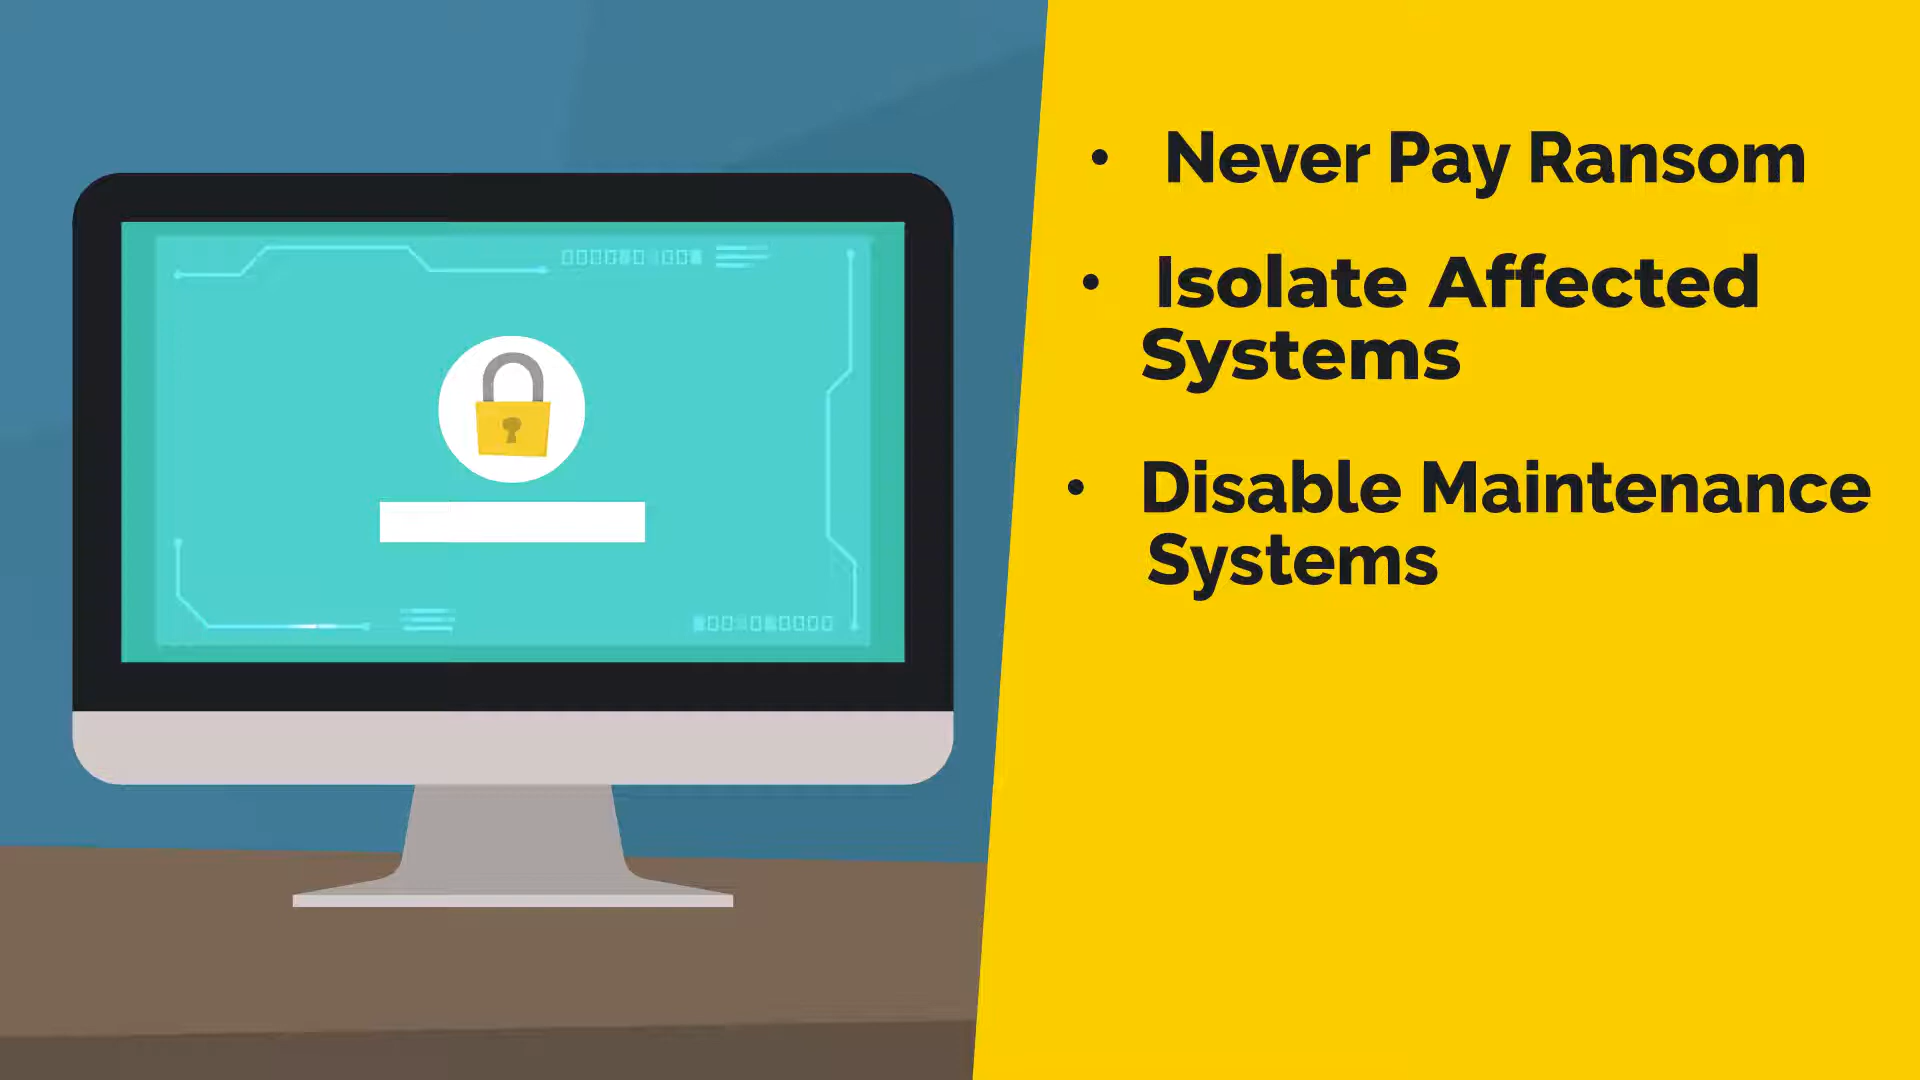 • Never Pay Ransom
• Isolate Affected
Systems
• Disable Maintenance
Systems